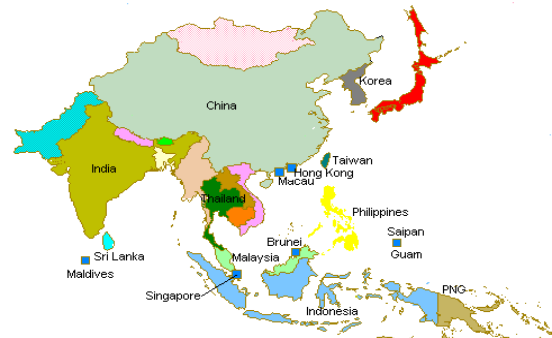 Korea
China
Taiwan
Hong Kong
Macau
India
Thailand
Philippines
Saipan
Brunei
Guam
Sri Lanka
Malaysia
Maldives
PNG
Singapore
Indonesia